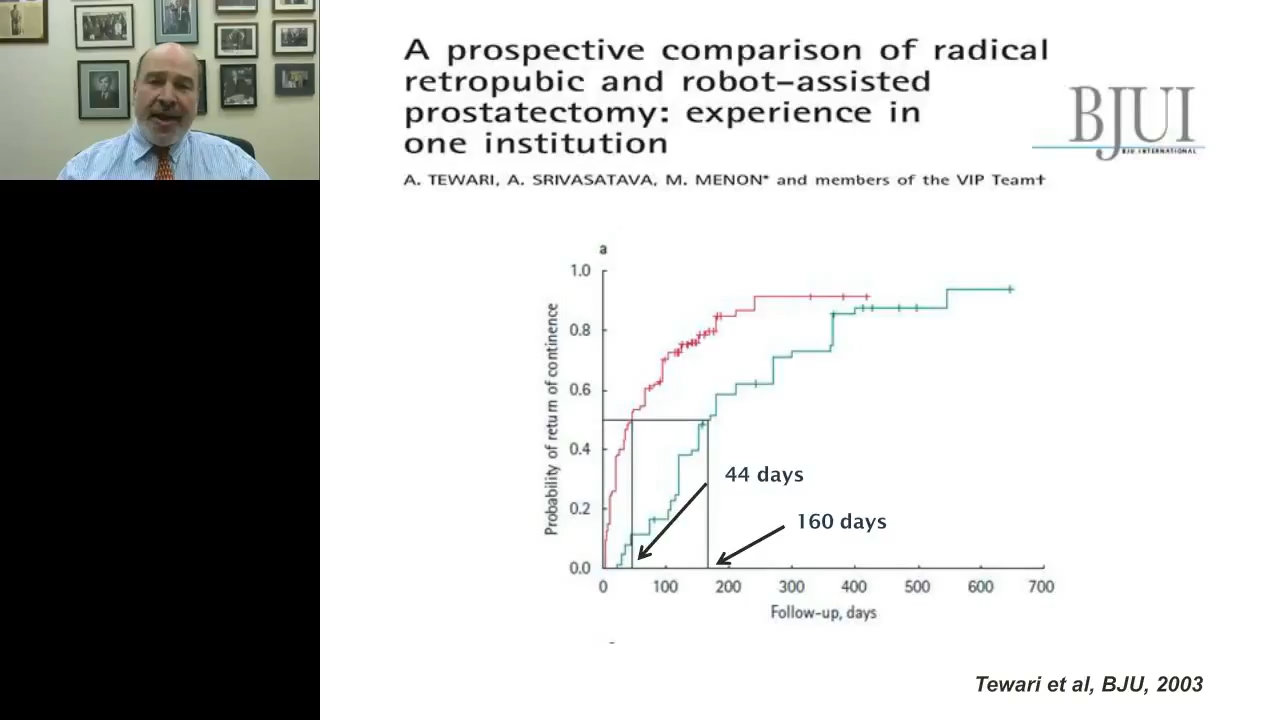 A prospective comparison of radical
retropubic and robot-assisted
prostatectomy: experience in
one institution
BJUI
BJU INTERNATIONAL
A. TEWARI, A. SRIVASATAVA, M. MENON* and members of the VIP Team†
a
Probability of return of continence
1.0
0.8
0.6
0.4
0.2
0.0
44 days
160 days
0 100 200 300 400 500 600 700
Follow-up, days
Tewari et al, BJU, 2003